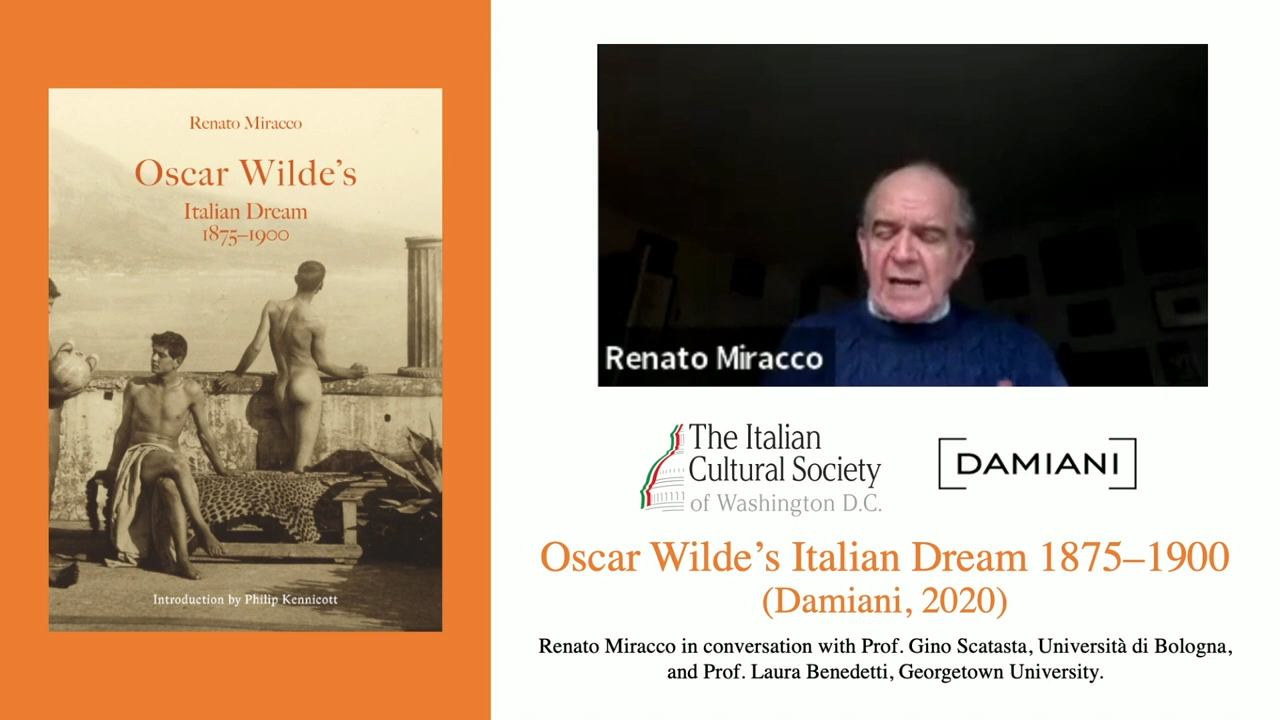 Renato Miracco
Oscar Wilde's
Italian Dream
1875–1900
Introduction by Philip Kennicott
Renato Miracco
The Italian
Cultural Society
of Washington D.C.
DAMIANI
Oscar Wilde's Italian Dream 1875–1900
(Damiani, 2020)
Renato Miracco in conversation with Prof. Gino Scatasta, Università di Bologna,
and Prof. Laura Benedetti, Georgetown University.